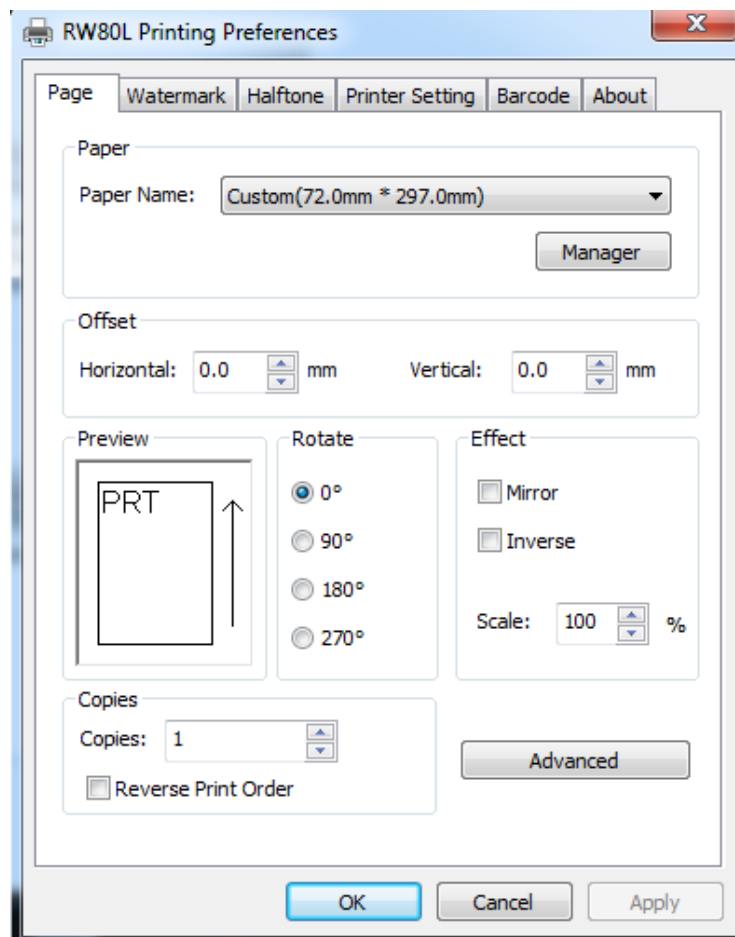 RW80L Printing Preferences
Page Watermark Halftone Printer Setting Barcode About
Paper
Paper Name: Custom(72.0mm * 297.0mm)
Manager
Offset
Horizontal: 0.0 mm Vertical: 0.0 mm
Preview Rotate Effect
PRT 0° Mirror
90° Inverse
180°
Scale: 100 %
270°
Copies
Copies: 1
Advanced
Reverse Print Order
OK Cancel Apply